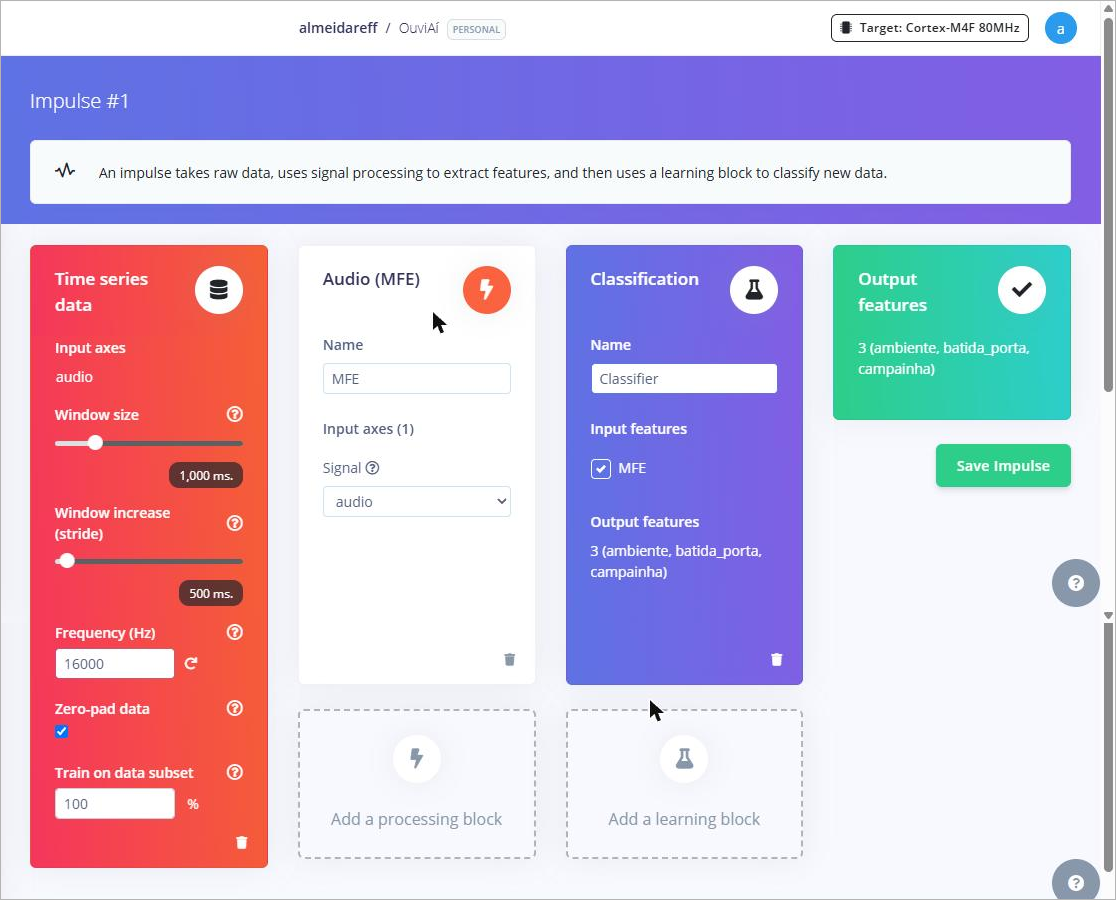 almeidareff / OuviAí PERSONAL
Target: Cortex-M4F 80MHz
a
Impulse #1
An impulse takes raw data, uses signal processing to extract features, and then uses a learning block to classify new data.
Time series
data
Input axes
audio
Window size
1,000 ms.
Window increase
(stride)
500 ms.
Frequency (Hz)
16000
Zero-pad data
Train on data subset
100 %
Audio (MFE)
Name
MFE
Input axes (1)
Signal
audio
Add a processing block
Classification
Name
Classifier
Input features
MFE
Output features
3 (ambiente, batida_porta,
campainha)
Add a learning block
Output
features
3 (ambiente, batida_porta,
campainha)
Save Impulse